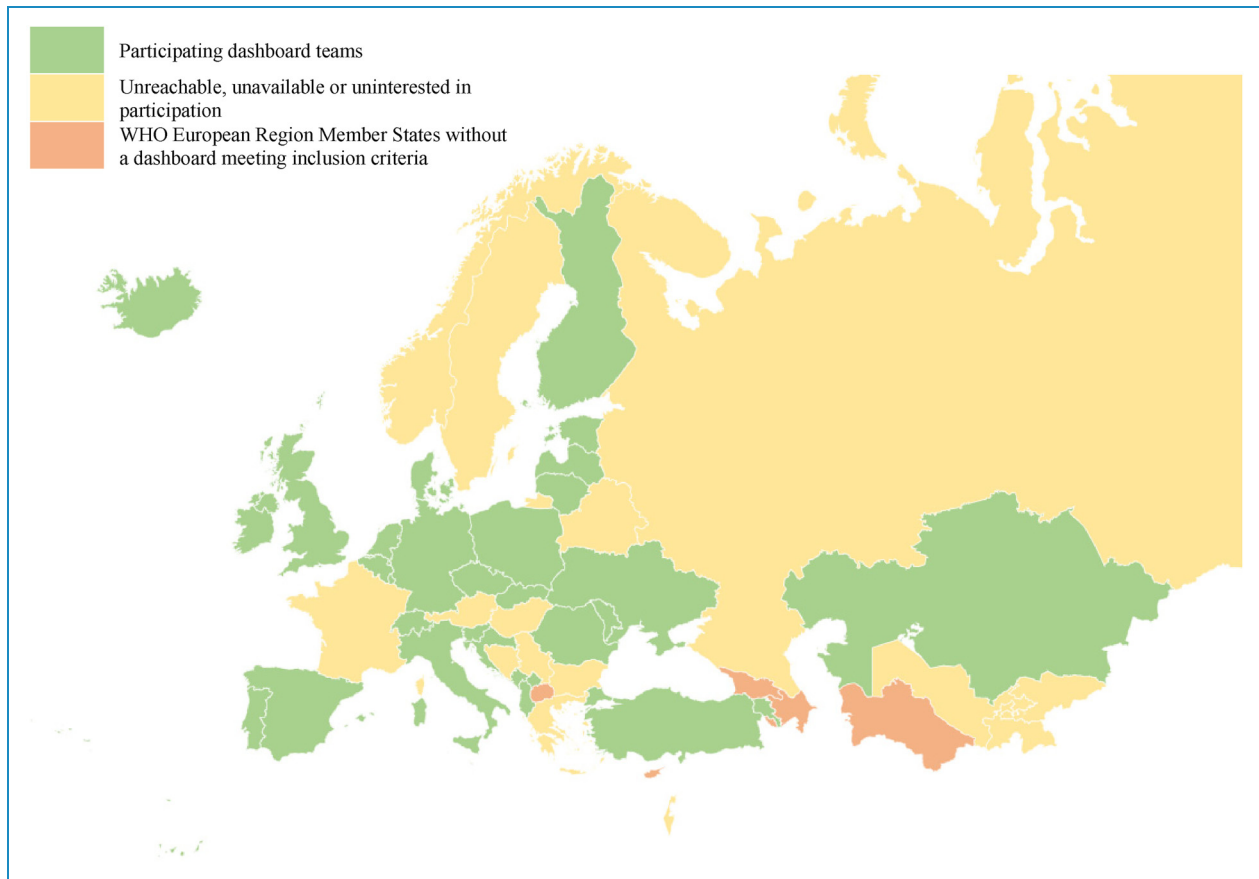 Participating dashboard teams
Unreachable, unavailable or uninterested in
participation
WHO European Region Member States without
a dashboard meeting inclusion criteria